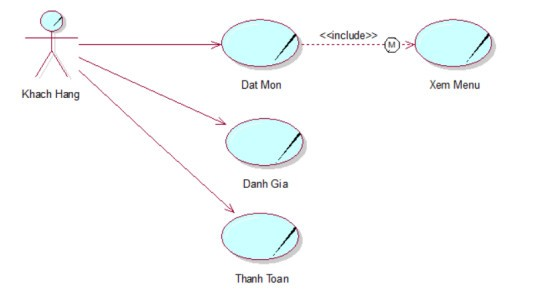 <<include>>
M
Khach Hang
Dat Mon
Xem Menu
Danh Gia
Thanh Toan